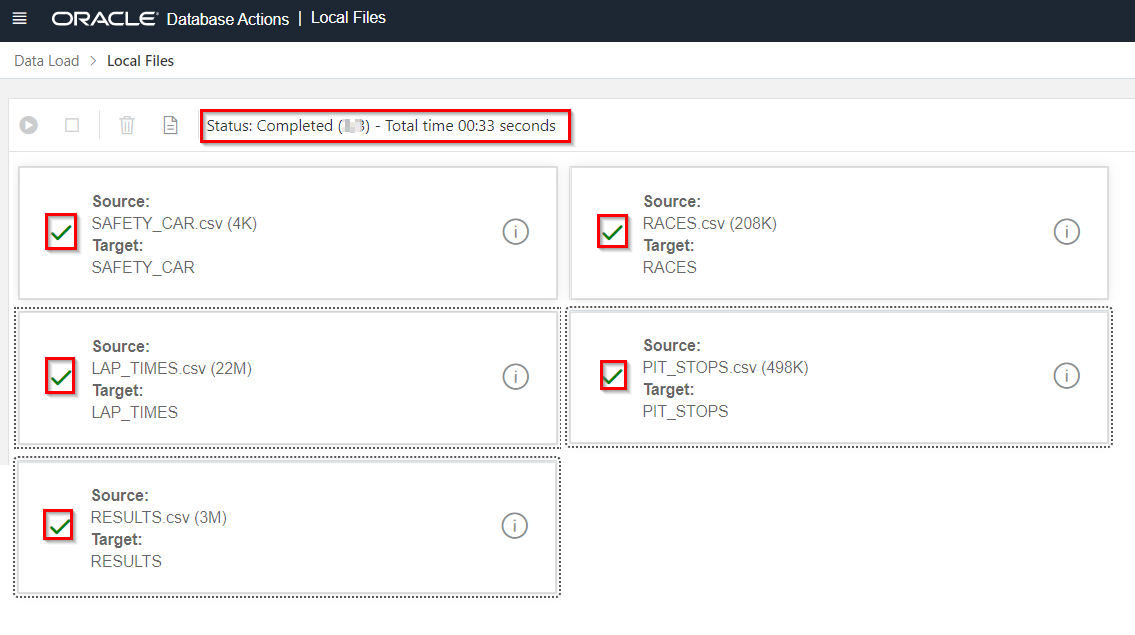 ORACLE Database Actions | Local Files
Data Load > Local Files
Status: Completed ( ) - Total time 00:33 seconds
Source:
SAFETY_CAR.csv (4K)
Target:
SAFETY_CAR
Source:
RACES.csv (208K)
Target:
RACES
Source:
LAP_TIMES.csv (22M)
Target:
LAP_TIMES
Source:
PIT_STOPS.csv (498K)
Target:
PIT_STOPS
Source:
RESULTS.csv (3M)
Target:
RESULTS